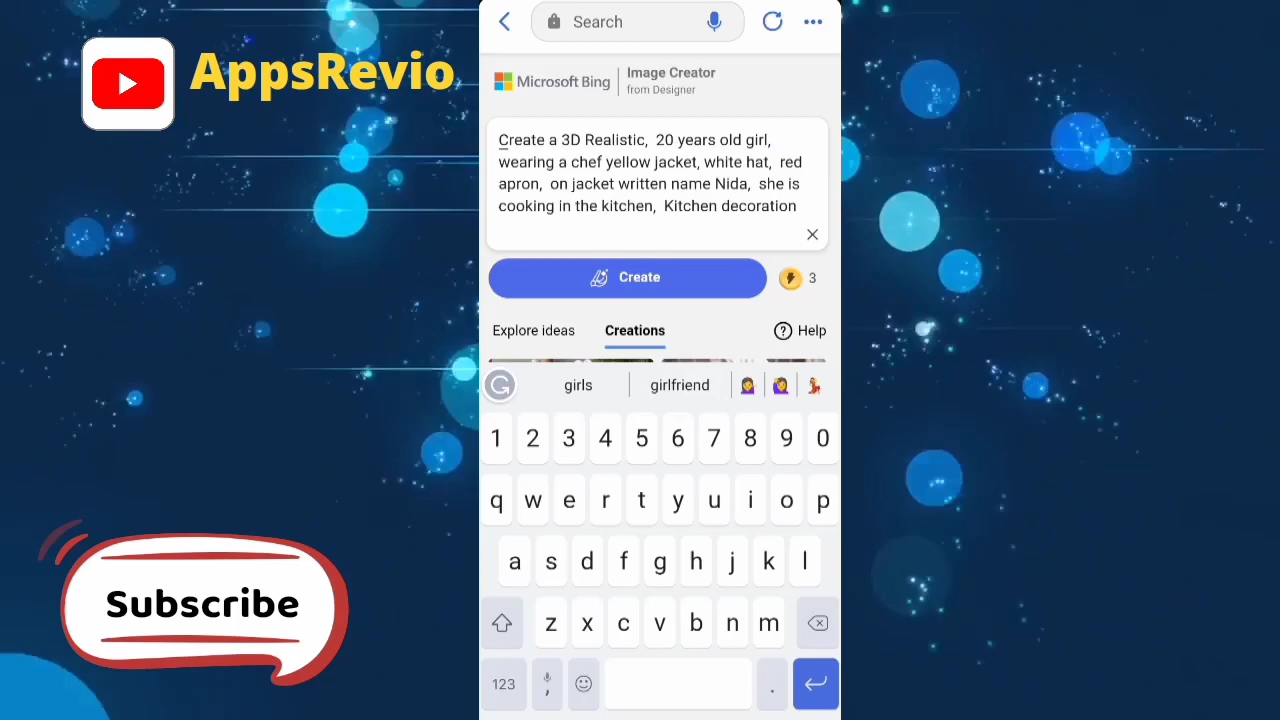 AppsRevio
Search
Microsoft Bing
Image Creator
from Designer
Create a 3D Realistic, 20 years old girl,
wearing a chef yellow jacket, white hat, red
apron, on jacket written name Nida, she is
cooking in the kitchen, Kitchen decoration
Create
3
Explore ideas
Creations
Help
girls
girlfriend
1 2 3 4 5 6 7 8 9 0
q w e r t y u i o p
a s d f g h j k l
z x c v b n m
123 , .
Subscribe